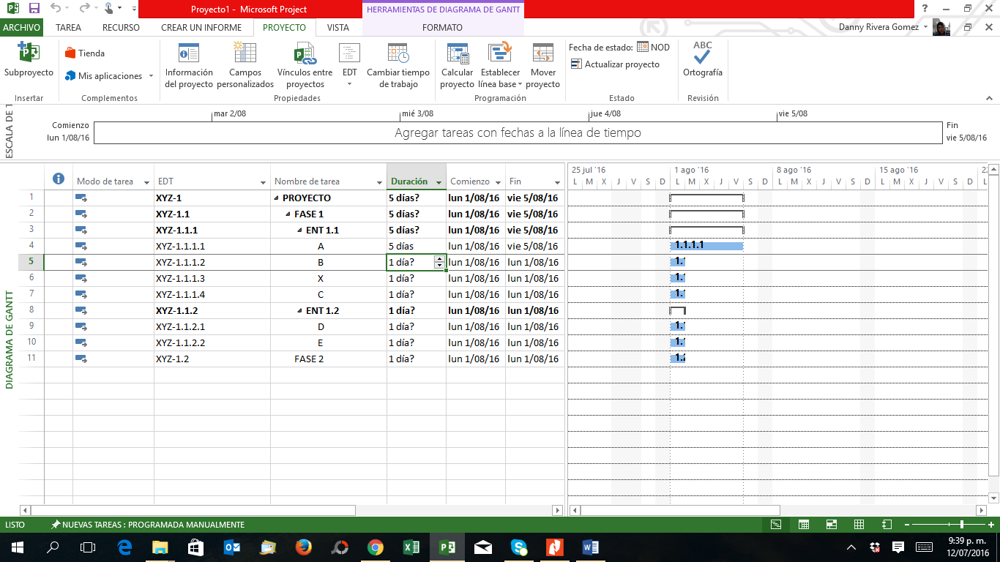 Proyecto1 - Microsoft Project
HERRAMIENTAS DE DIAGRAMA DE GANTT
ARCHIVO TAREA RECURSO CREAR UN INFORME PROYECTO VISTA FORMATO Danny Rivera Gomez
Subproyecto
Tienda
Mis aplicaciones
Información del proyecto
Campos personalizados
Vínculos entre proyectos
EDT
Cambiar tiempo de trabajo
Calcular proyecto
Establecer línea base
Mover proyecto
Fecha de estado: NOD
Actualizar proyecto
ABC
Ortografía
Insertar Complementos Propiedades Programación Estado Revisión
ESCALA DE T
mar 2/08 mié 3/08 jue 4/08 vie 5/08
Comienzo
lun 1/08/16
Agregar tareas con fechas a la línea de tiempo
Fin
vie 5/08/16
DIAGRAMA DE GANTT
Modo de tarea EDT Nombre de tarea Duración Comienzo Fin
25 jul '16 1 ago '16 8 ago '16 15 ago '16 22
L M X J V S D L M X J V S D L M X J V S D L M X J V S D L
1 XYZ-1 PROYECTO 5 días? lun 1/08/16 vie 5/08/16
2 XYZ-1.1 FASE 1 5 días? lun 1/08/16 vie 5/08/16
3 XYZ-1.1.1 ENT 1.1 5 días? lun 1/08/16 vie 5/08/16
4 XYZ-1.1.1.1 A 5 días lun 1/08/16 vie 5/08/16 1.1.1.1
5 XYZ-1.1.1.2 B 1 día? lun 1/08/16 lun 1/08/16 1.
6 XYZ-1.1.1.3 X 1 día? lun 1/08/16 lun 1/08/16 1.
7 XYZ-1.1.1.4 C 1 día? lun 1/08/16 lun 1/08/16 1.
8 XYZ-1.1.2 ENT 1.2 1 día? lun 1/08/16 lun 1/08/16
9 XYZ-1.1.2.1 D 1 día? lun 1/08/16 lun 1/08/16 1.
10 XYZ-1.1.2.2 E 1 día? lun 1/08/16 lun 1/08/16 1.
11 XYZ-1.2 FASE 2 1 día? lun 1/08/16 lun 1/08/16 1.
LISTO NUEVAS TAREAS : PROGRAMADA MANUALMENTE
9:39 p. m.
12/07/2016